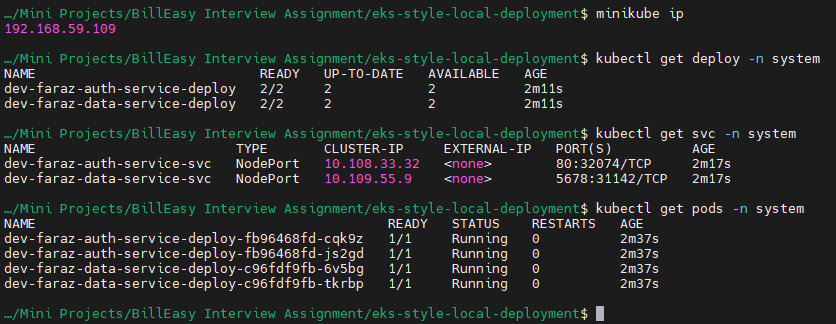 …/Mini Projects/BillEasy Interview Assignment/eks-style-local-deployment$ minikube ip
192.168.59.109
…/Mini Projects/BillEasy Interview Assignment/eks-style-local-deployment$ kubectl get deploy -n system
NAME READY UP-TO-DATE AVAILABLE AGE
dev-faraz-auth-service-deploy 2/2 2 2 2m11s
dev-faraz-data-service-deploy 2/2 2 2 2m11s
…/Mini Projects/BillEasy Interview Assignment/eks-style-local-deployment$ kubectl get svc -n system
NAME TYPE CLUSTER-IP EXTERNAL-IP PORT(S) AGE
dev-faraz-auth-service-svc NodePort 10.108.33.32 <none> 80:32074/TCP 2m17s
dev-faraz-data-service-svc NodePort 10.109.55.9 <none> 5678:31142/TCP 2m17s
…/Mini Projects/BillEasy Interview Assignment/eks-style-local-deployment$ kubectl get pods -n system
NAME READY STATUS RESTARTS AGE
dev-faraz-auth-service-deploy-fb96468fd-cqk9z 1/1 Running 0 2m37s
dev-faraz-auth-service-deploy-fb96468fd-js2gd 1/1 Running 0 2m37s
dev-faraz-data-service-deploy-c96fdf9fb-6v5bg 1/1 Running 0 2m37s
dev-faraz-data-service-deploy-c96fdf9fb-tkrbp 1/1 Running 0 2m37s
…/Mini Projects/BillEasy Interview Assignment/eks-style-local-deployment$